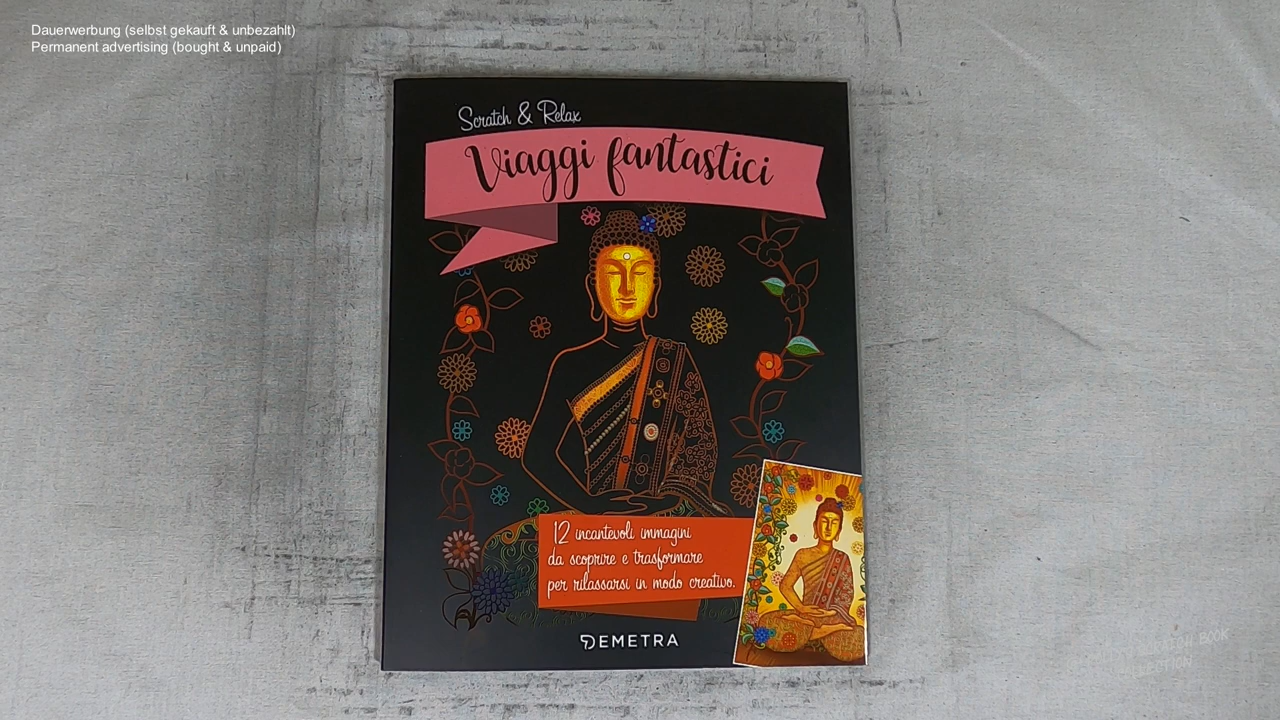 Dauerwerbung (selbst gekauft & unbezahlt)
Permanent advertising (bought & unpaid)
Scratch & Relax
Viaggi fantastici
12 incantevoli immagini
da scoprire e trasformare
per rilassarsi in modo creativo.
DEMETRA
BOOK